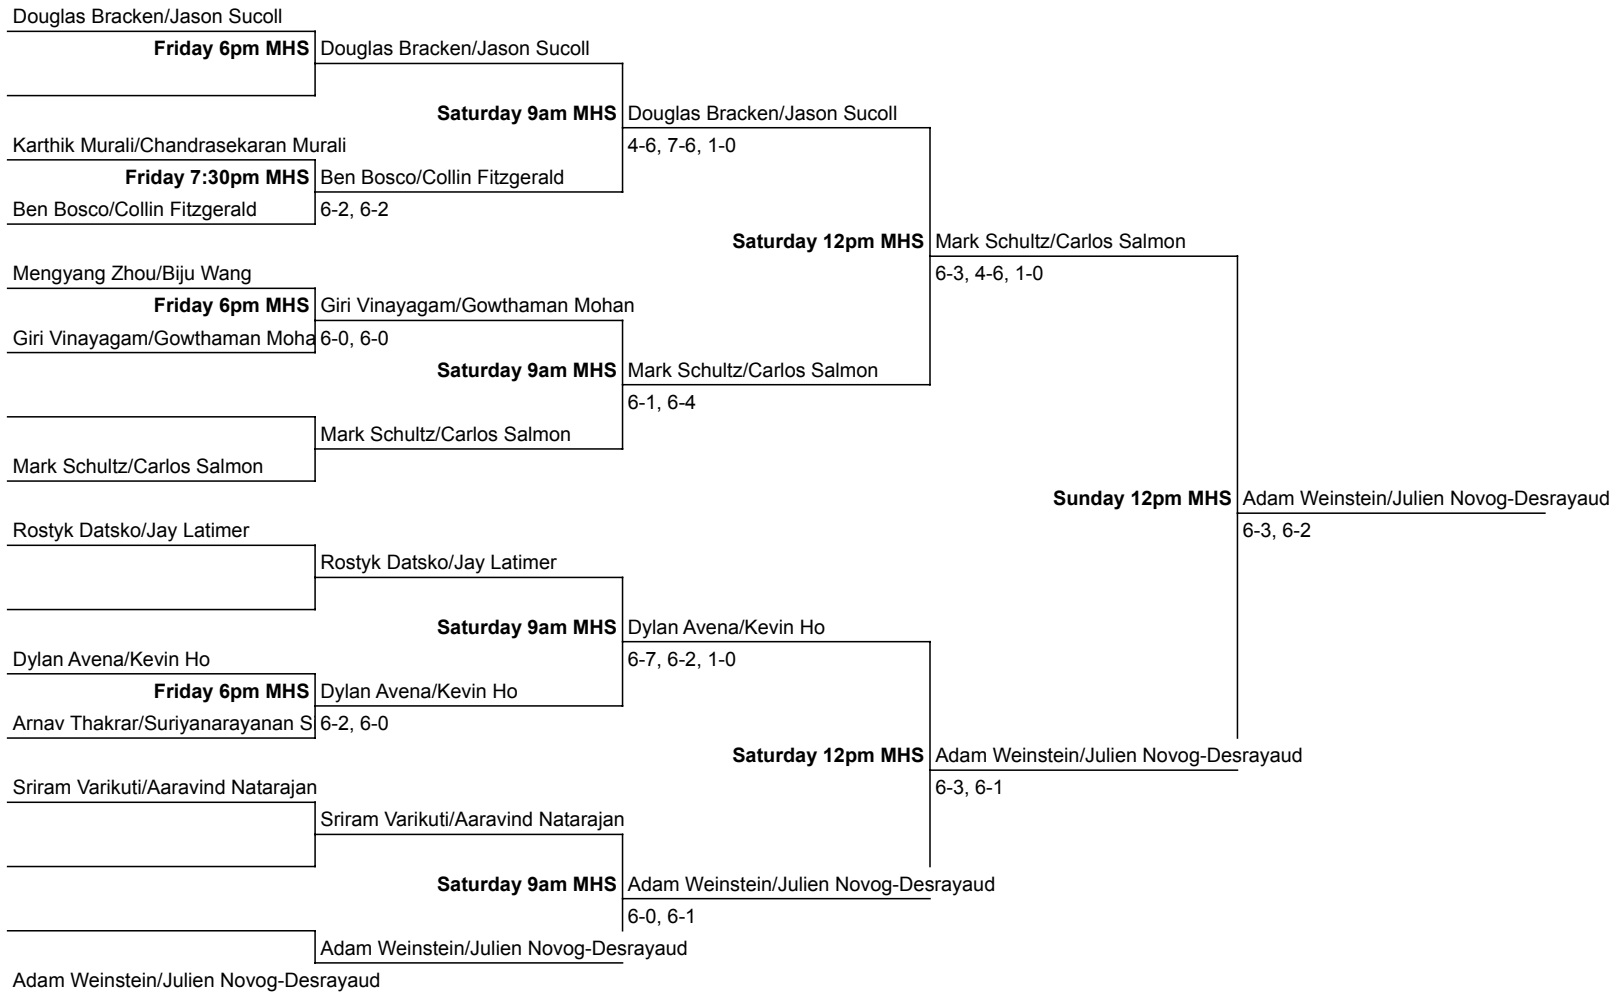 Douglas Bracken/Jason Sucoll
Friday 6pm MHS Douglas Bracken/Jason Sucoll
Saturday 9am MHS Douglas Bracken/Jason Sucoll
Karthik Murali/Chandrasekaran Murali 4-6, 7-6, 1-0
Friday 7:30pm MHS Ben Bosco/Collin Fitzgerald
Ben Bosco/Collin Fitzgerald 6-2, 6-2
Saturday 12pm MHS Mark Schultz/Carlos Salmon
Mengyang Zhou/Biju Wang 6-3, 4-6, 1-0
Friday 6pm MHS Giri Vinayagam/Gowthaman Mohan
Giri Vinayagam/Gowthaman Moha 6-0, 6-0
Saturday 9am MHS Mark Schultz/Carlos Salmon
6-1, 6-4
Mark Schultz/Carlos Salmon
Mark Schultz/Carlos Salmon
Sunday 12pm MHS Adam Weinstein/Julien Novog-Desrayaud
Rostyk Datsko/Jay Latimer 6-3, 6-2
Rostyk Datsko/Jay Latimer
Saturday 9am MHS Dylan Avena/Kevin Ho
Dylan Avena/Kevin Ho 6-7, 6-2, 1-0
Friday 6pm MHS Dylan Avena/Kevin Ho
Arnav Thakrar/Suriyanarayanan S 6-2, 6-0
Saturday 12pm MHS Adam Weinstein/Julien Novog-Desrayaud
Sriram Varikuti/Aaravind Natarajan 6-3, 6-1
Sriram Varikuti/Aaravind Natarajan
Saturday 9am MHS Adam Weinstein/Julien Novog-Desrayaud
6-0, 6-1
Adam Weinstein/Julien Novog-Desrayaud
Adam Weinstein/Julien Novog-Desrayaud